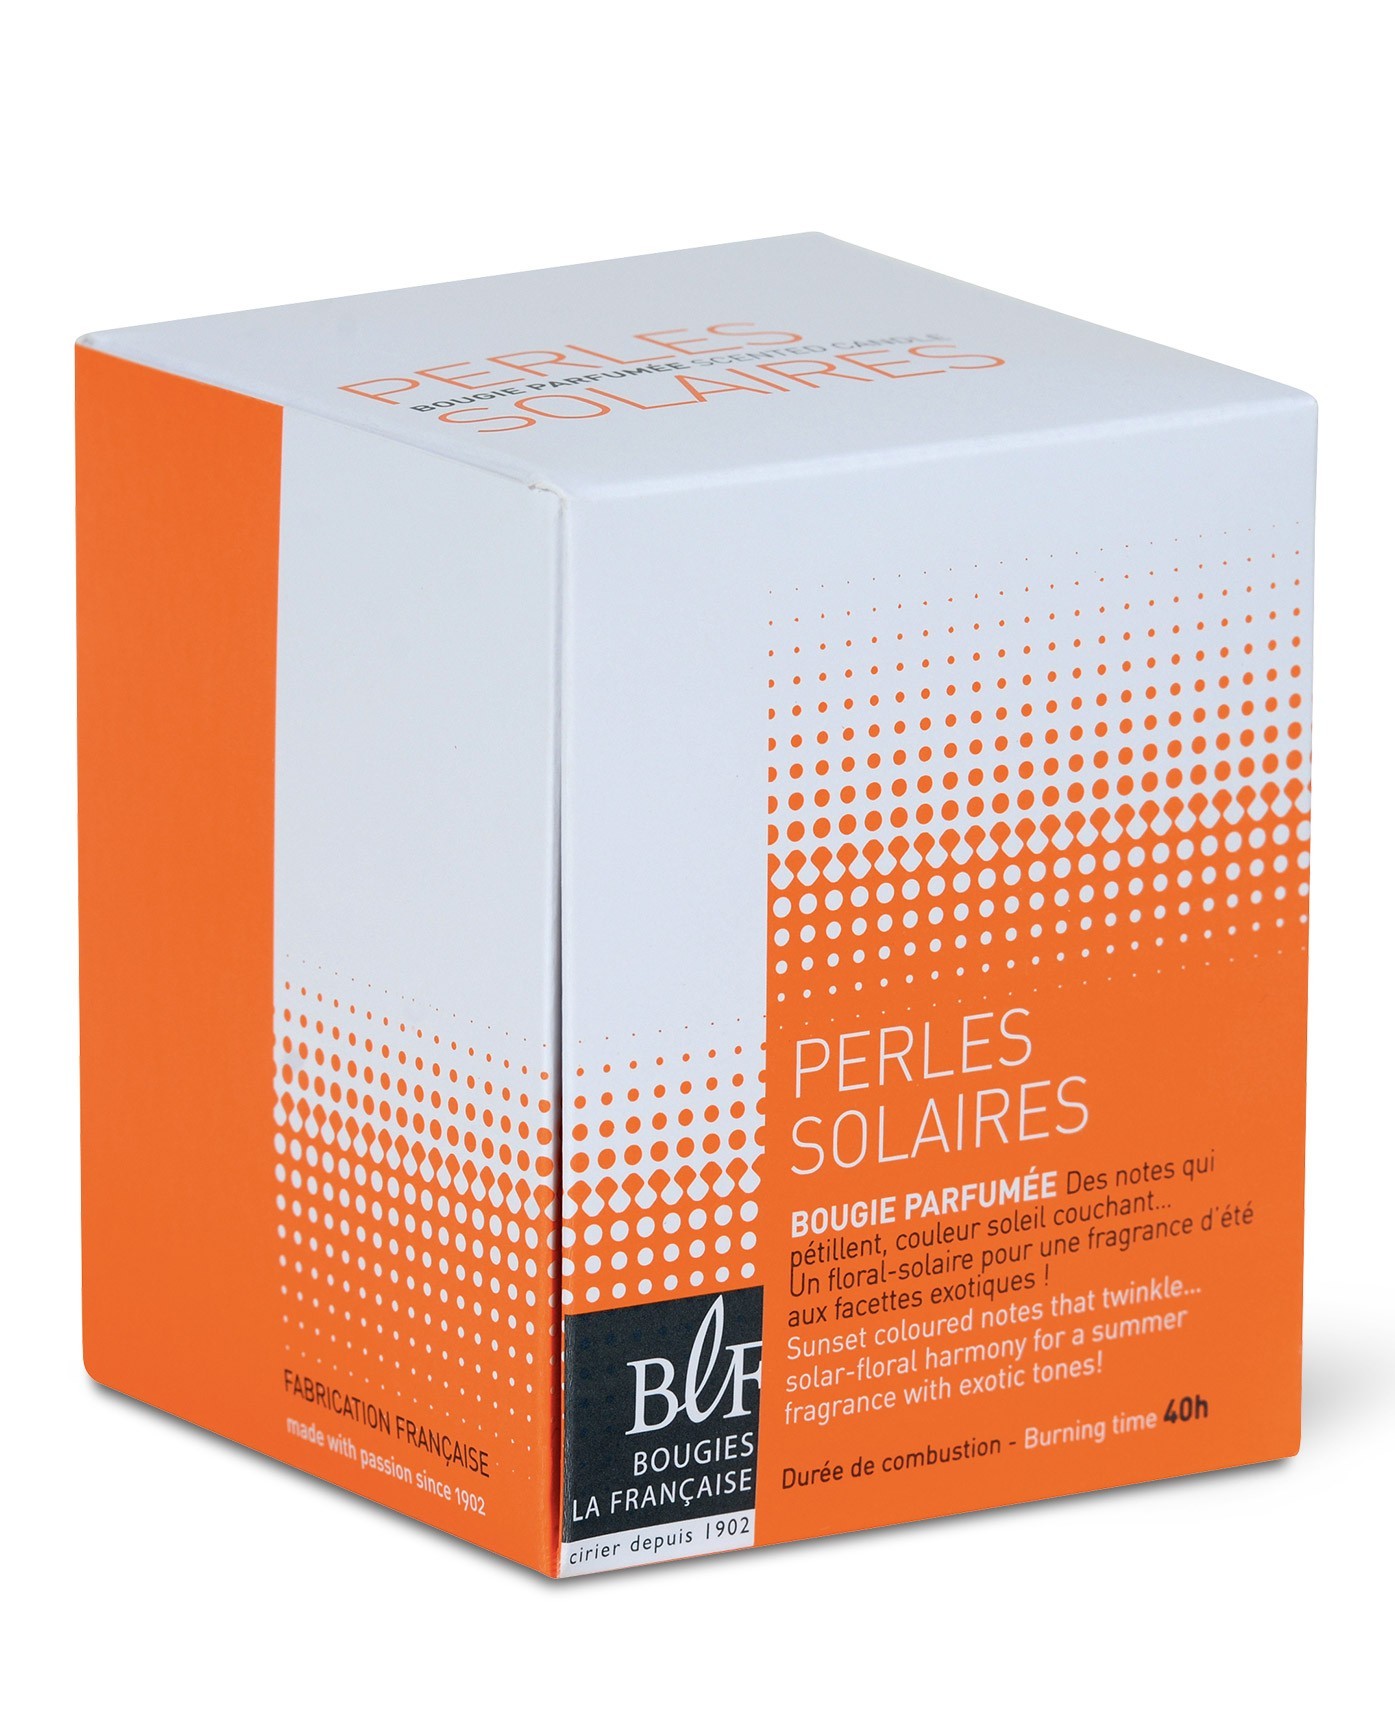 PERLES
BOUGIE PARFUMÉE SCENTED CANDLE
SOLAIRES
PERLES
SOLAIRES
BOUGIE PARFUMÉE Des notes qui
pétillent, couleur soleil couchant...
Un floral-solaire pour une fragrance d'été
aux facettes exotiques !
Sunset coloured notes that twinkle...
solar-floral harmony for a summer
fragrance with exotic tones!
Durée de combustion - Burning time 40h
BlF
BOUGIES
LA FRANÇAISE
cirier depuis 1902
FABRICATION FRANÇAISE
made with passion since 1902